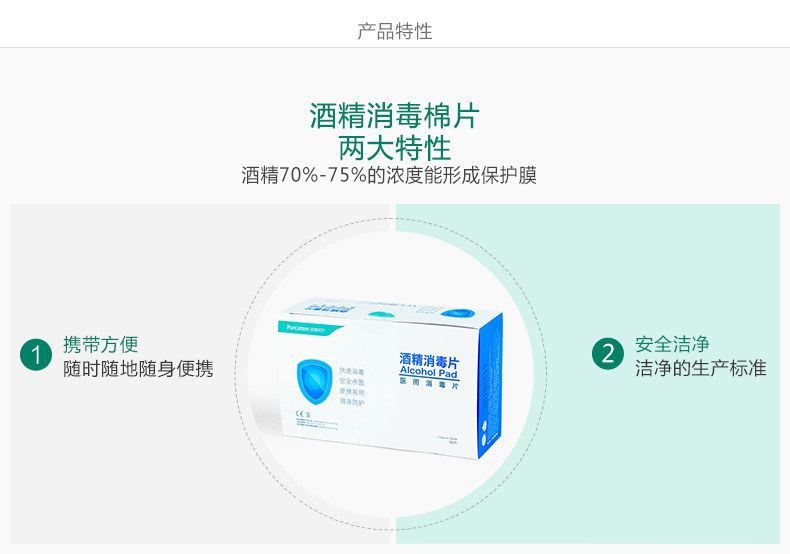 产品特性
酒精消毒棉片
两大特性
酒精70%-75%的浓度能形成保护膜
1
携带方便
随时随地随身便携
2
安全洁净
洁净的生产标准
Purcotton
快速消毒
安全杀菌
便携易用
随身防护
酒精消毒片
Alcohol Pad
医用消毒片
CE